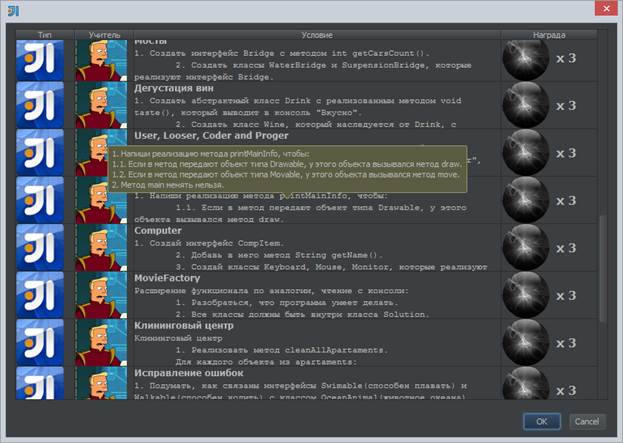 Тип Учитель Условие Награда
Мосты
1. Создать интерфейс Bridge с методом int getCarsCount().
2. Создать классы WaterBridge и SuspensionBridge, которые
реализуют интерфейс Bridge.
x 3
Дегустация вин
1. Создать абстрактный класс Drink с реализованным методом void
taste(), который выводит в консоль "Вкусно".
2. Создать класс Wine, который наследуется от Drink, с
x 3
User, Looser, Coder and Proger
1. Напиши реализацию метода printMainInfo, чтобы:
1.1. Если в метод передают объект типа Drawable, у этого объекта вызывался метод draw.
1.2. Если в метод передают объект типа Movable, у этого объекта вызывался метод move.
2. Метод main менять нельзя.
x 3
1. Напиши реализацию метода printMainInfo, чтобы:
1.1. Если в метод передают объект типа Drawable, у этого
объекта вызывался метод draw.
x 3
Computer
1. Создай интерфейс CompItem.
2. Добавь в него метод String getName().
3. Создай классы Keyboard, Mouse, Monitor, которые реализуют
x 3
MovieFactory
Расширение функционала по аналогии, чтение с консоли:
1. Разобраться, что программа умеет делать.
2. Все классы должны быть внутри класса Solution.
x 3
Клининговый центр
Клининговый центр
1. Реализовать метод cleanAllApartaments.
Для каждого объекта из apartments:
x 3
Исправление ошибок
1. Подумать, как связаны интерфейсы Swimable(способен плавать) и
Walkable(способен ходить) с классом OceanAnimal(животное океана)
x 3
OK Cancel